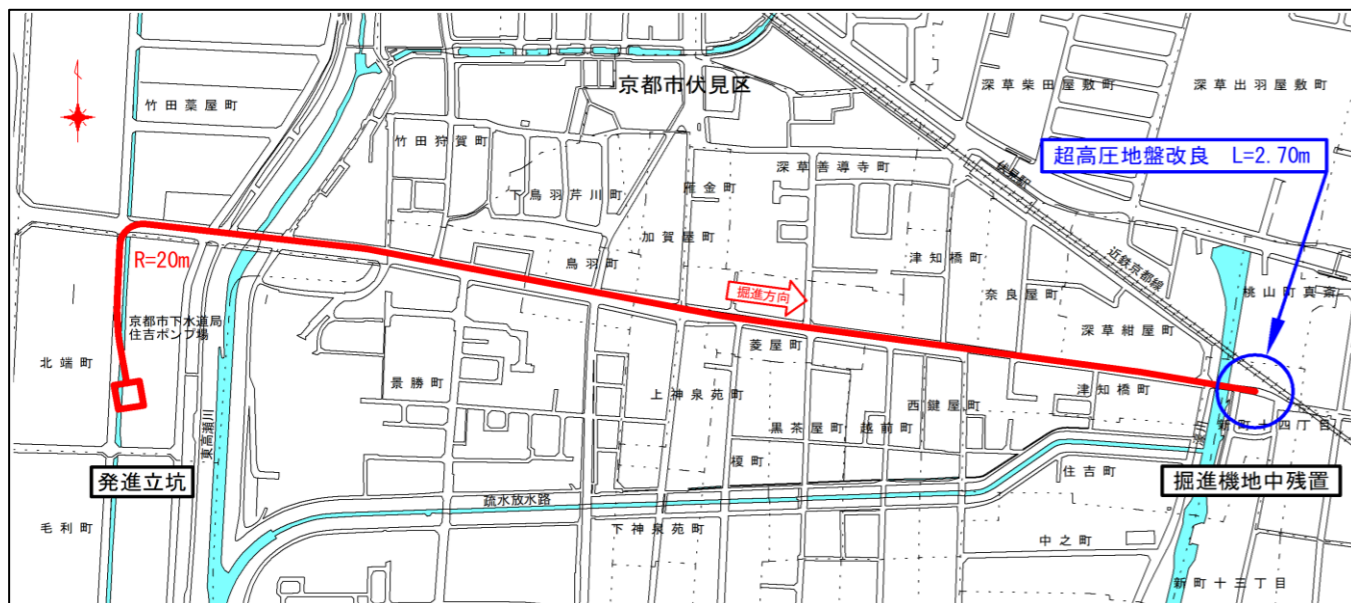 京都市伏見区
深草柴田屋敷町
深草出羽屋敷町
竹田藁屋町
竹田狩賀町
超高圧地盤改良 L=2.70m
深草善導寺町
伏見駅
下鳥羽芹川町
雁金町
加賀屋町
R=20m
鳥羽町
津知橋町
近鉄京都線
掘進方向
奈良屋町
桃山町真斎
京都市下水道局
住吉ポンプ場
深草紺屋町
北端町
菱屋町
景勝町
上神泉苑町
西鍵屋町
津知橋町
黒茶屋町
越前町
新町十四丁目
東高瀬川
榎町
住吉町
発進立坑
掘進機地中残置
疏水放水路
毛利町
下神泉苑町
中之町
新町十三丁目